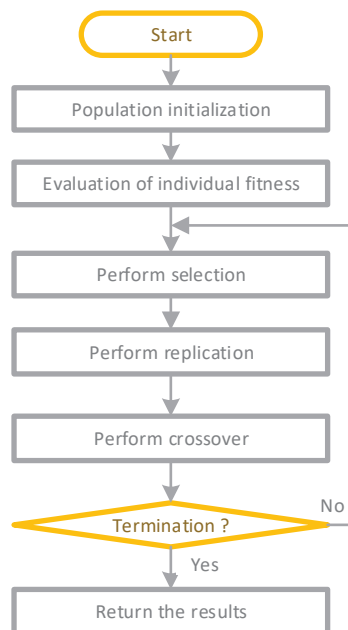 Start
Population initialization
Evaluation of individual fitness
Perform selection
Perform replication
Perform crossover
Termination ?
No
Yes
Return the results